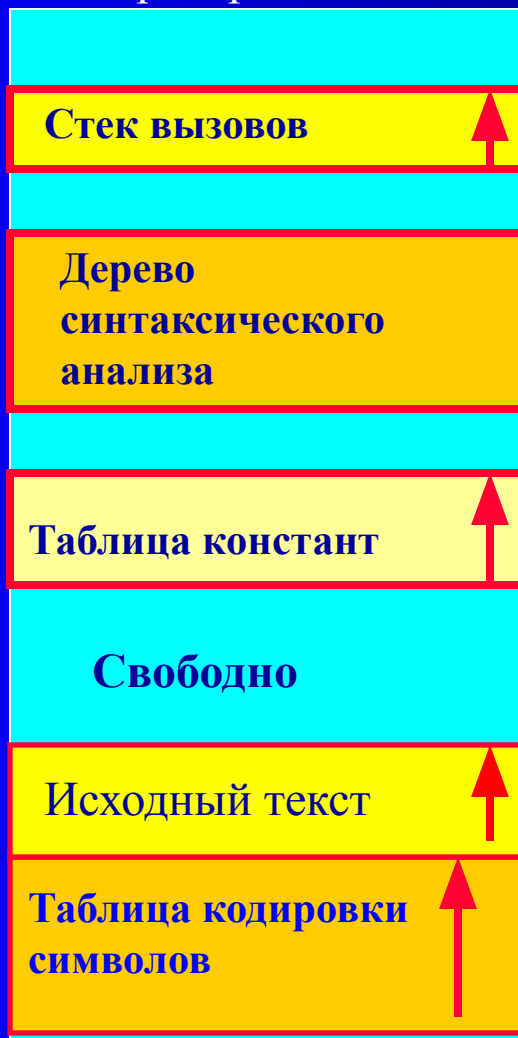 Стек вызовов
Дерево
синтаксического
анализа
Таблица констант
Свободно
Исходный текст
Таблица кодировки
символов